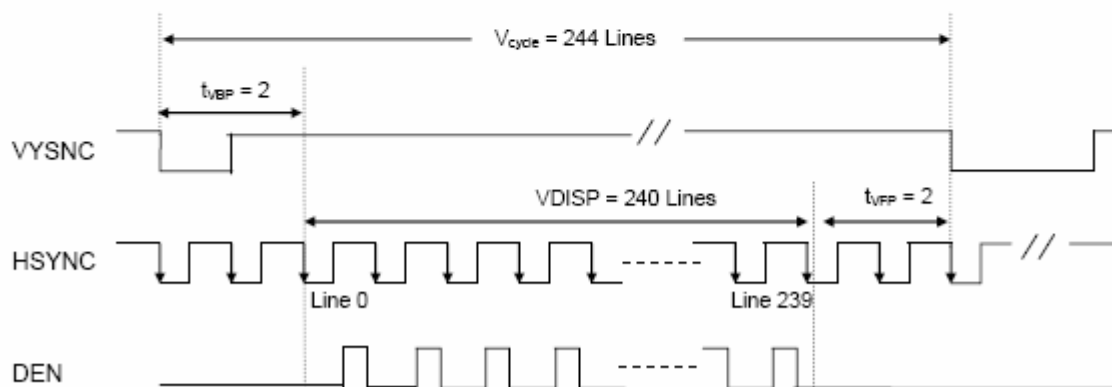 Vcycle = 244 Lines
tVBP = 2
VYSNC
VDISP = 240 Lines
tVFP = 2
HSYNC
Line 0
Line 239
DEN